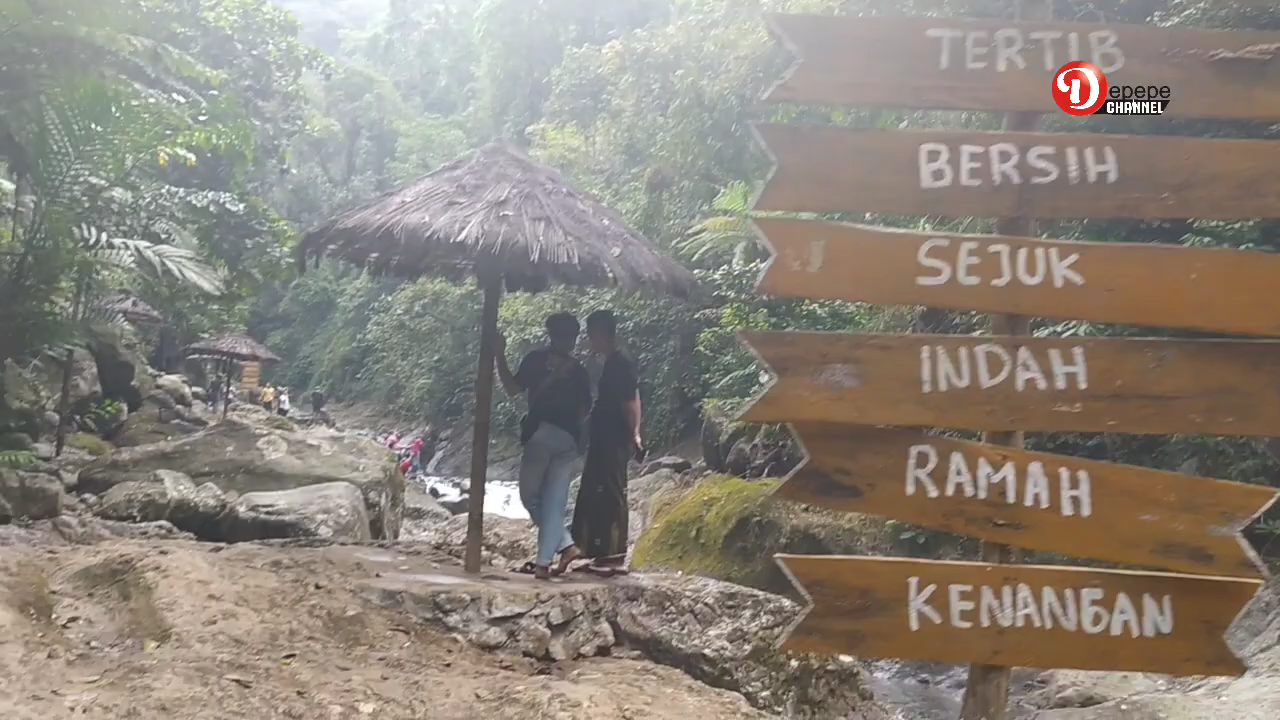 TERTIB
Depepe
CHANNEL
BERSIH
SEJUK
INDAH
RAMAH
KENANGAN